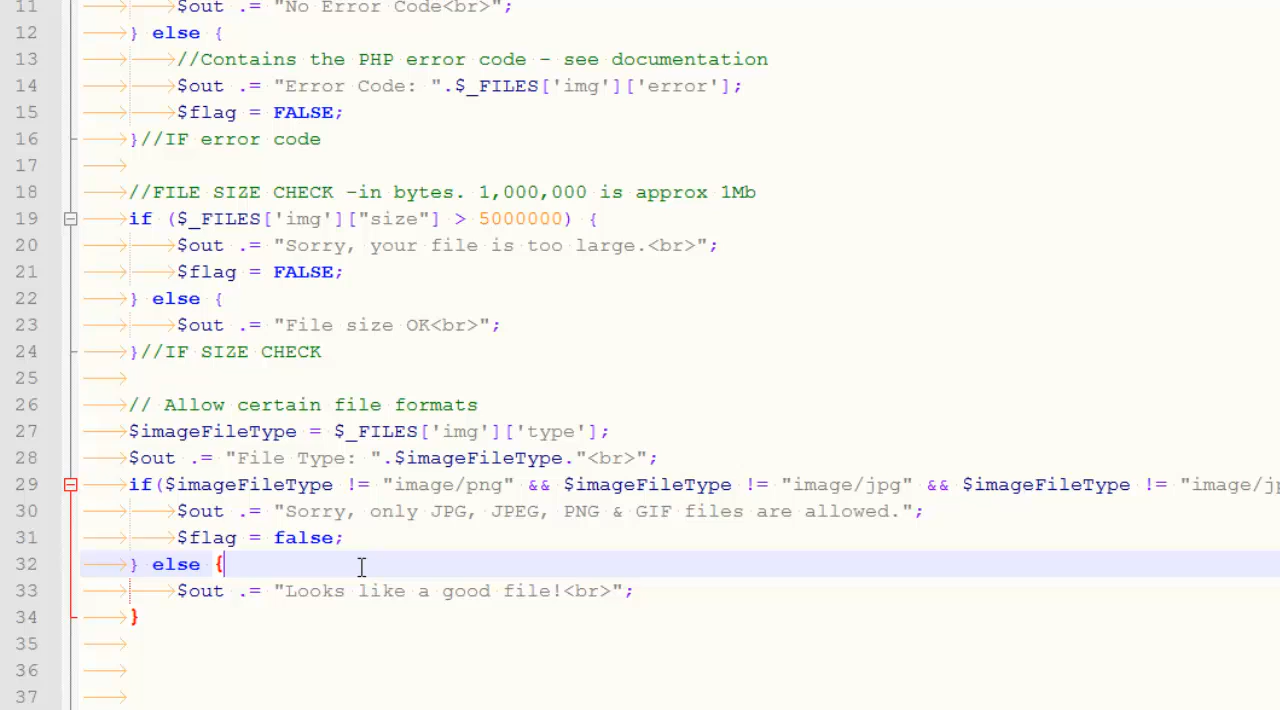 11 $out .= "No Error Code<br>";
12 } else {
13 //Contains the PHP error code - see documentation
14 $out .= "Error Code: ".$_FILES['img']['error'];
15 $flag = FALSE;
16 }//IF error code
17
18 //FILE SIZE CHECK -in bytes. 1,000,000 is approx 1Mb
19 if ($_FILES['img']["size"] > 5000000) {
20 $out .= "Sorry, your file is too large.<br>";
21 $flag = FALSE;
22 } else {
23 $out .= "File size OK<br>";
24 }//IF SIZE CHECK
25
26 // Allow certain file formats
27 $imageFileType = $_FILES['img']['type'];
28 $out .= "File Type: ".$imageFileType."<br>";
29 if($imageFileType != "image/png" && $imageFileType != "image/jpg" && $imageFileType != "image/jp
30 $out .= "Sorry, only JPG, JPEG, PNG & GIF files are allowed.";
31 $flag = false;
32 } else {
33 $out .= "Looks like a good file!<br>";
34 }
35
36
37